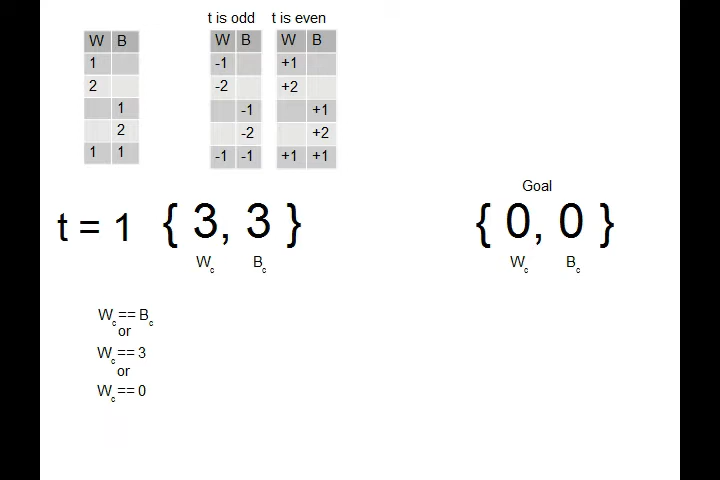 t is odd t is even
W B W B W B
1 -1 +1
2 -2 +2
1 -1 +1
2 -2 +2
1 1 -1 -1 +1 +1
Goal
t = 1 { 3, 3 } { 0, 0 }
Wc Bc Wc Bc
Wc == Bc
or
Wc == 3
or
Wc == 0